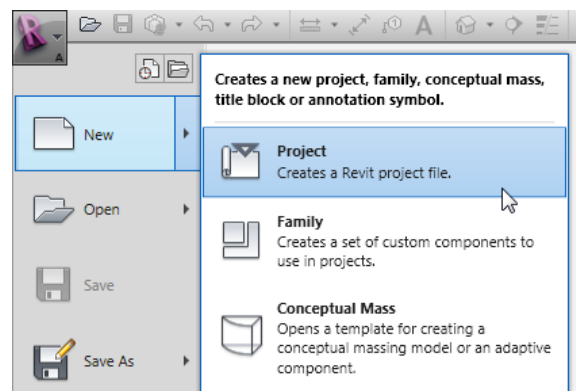 R
A
A
Creates a new project, family, conceptual mass,
title block or annotation symbol.
New
Project
Creates a Revit project file.
Open
Family
Creates a set of custom components to
use in projects.
Save
Conceptual Mass
Opens a template for creating a
conceptual massing model or an adaptive
component.
Save As